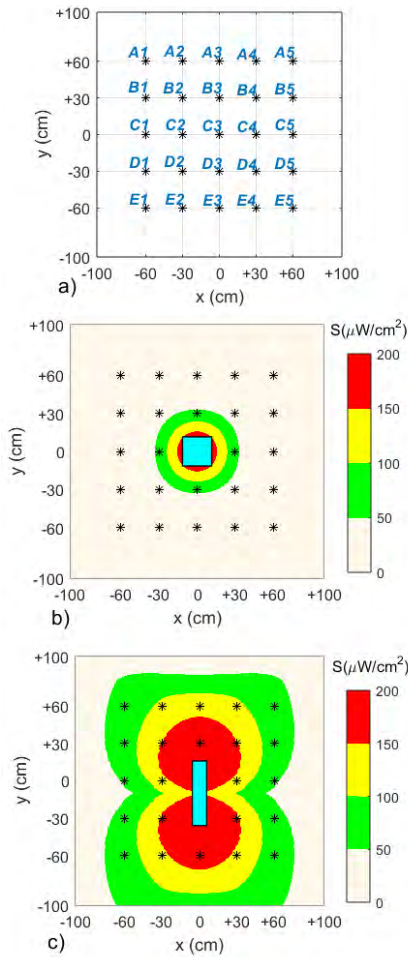 +100
A1 A2 A3 A4 A5
+60
B1 B2 B3 B4 B5
+30
C1 C2 C3 C4 C5
0
D1 D2 D3 D4 D5
-30
E1 E2 E3 E4 E5
-60
-100
y (cm)
-100 -60 -30 0 +30 +60 +100
x (cm)
a)
S(μW/cm²)
+100
+60
+30
0
-30
-60
-100
y (cm)
200
150
100
50
0
-100 -60 -30 0 +30 +60 +100
x (cm)
b)
S(μW/cm²)
+100
+60
+30
0
-30
-60
-100
y (cm)
200
150
100
50
0
-100 -60 -30 0 +30 +60 +100
x (cm)
c)